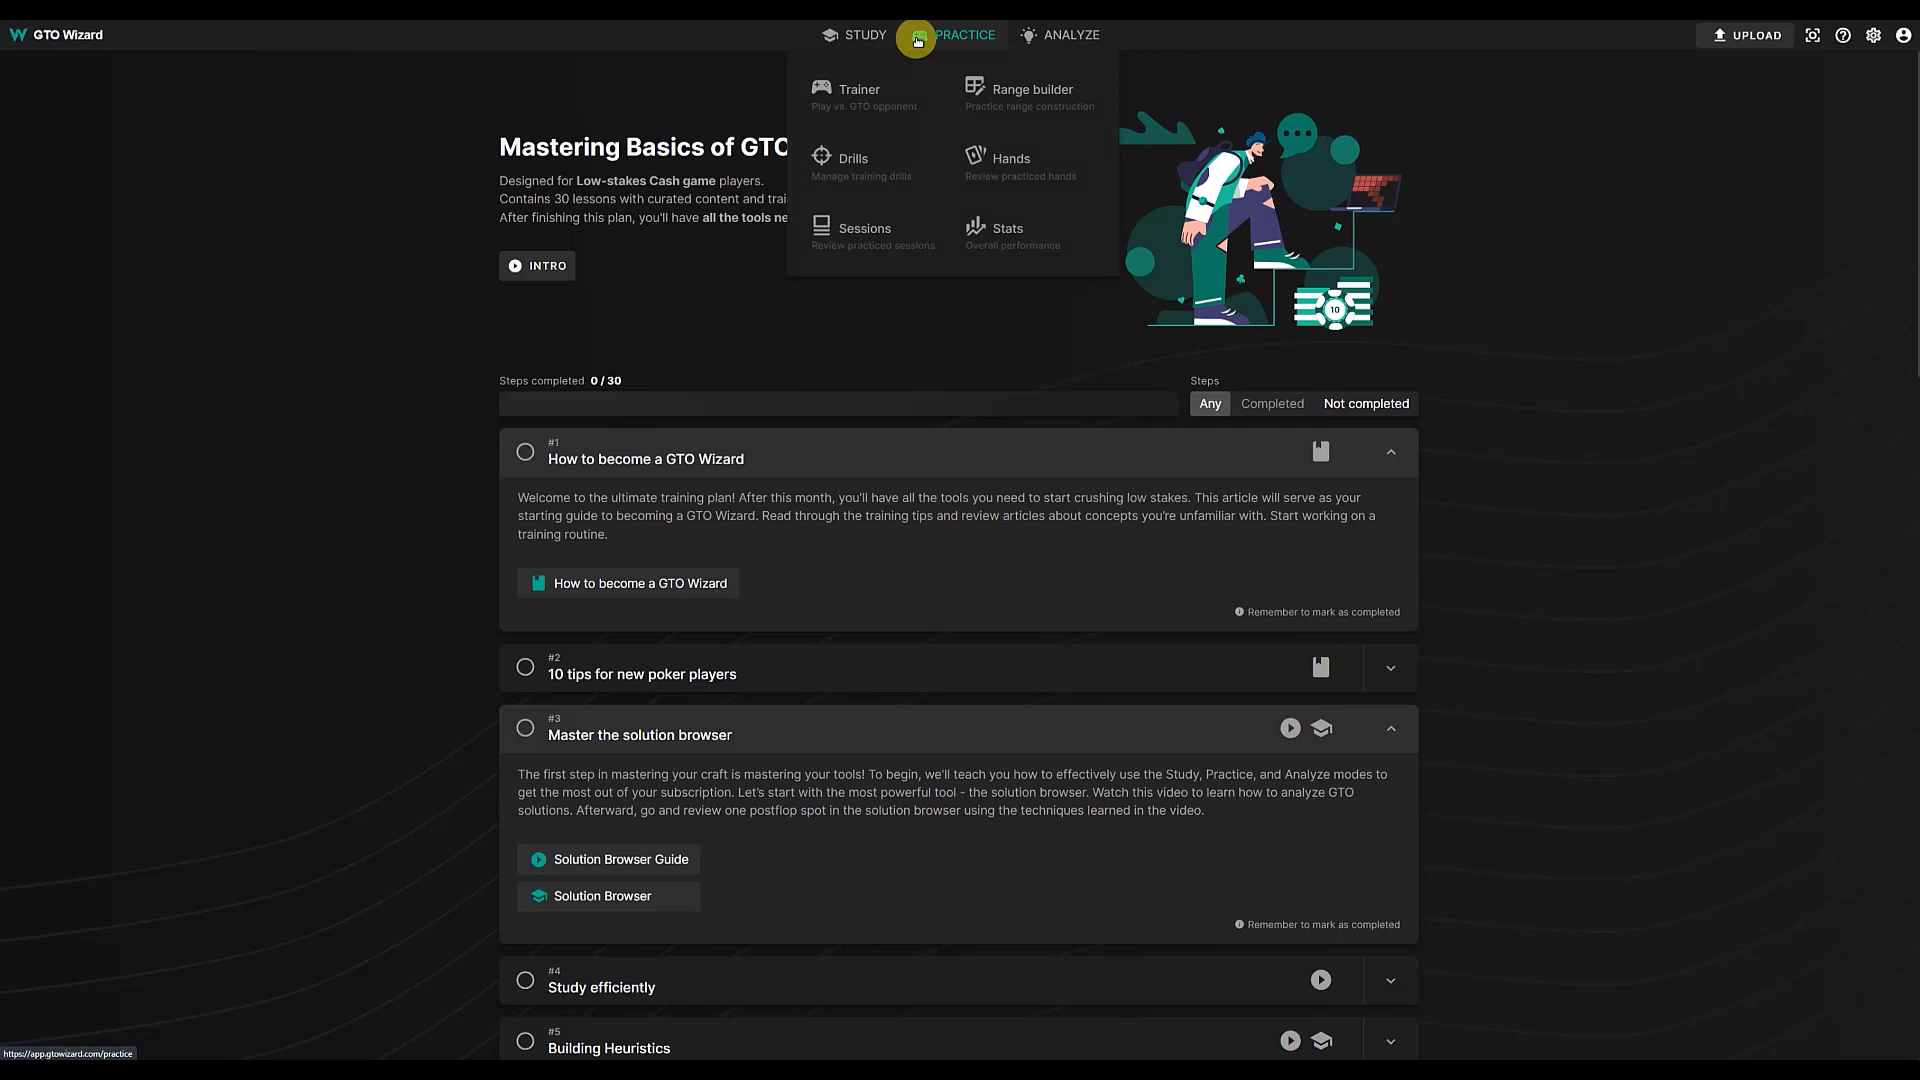 GTO Wizard
STUDY
PRACTICE
ANALYZE
UPLOAD
Trainer
Play vs. GTO opponent
Range builder
Practice range construction
Drills
Manage training drills
Hands
Review practiced hands
Sessions
Review practiced sessions
Stats
Overall performance
Mastering Basics of GTO
Designed for Low-stakes Cash game players.
Contains 30 lessons with curated content and trai
After finishing this plan, you'll have all the tools ne
INTRO
10
Steps completed 0 / 30
Steps
Any Completed Not completed
#1
How to become a GTO Wizard
Welcome to the ultimate training plan! After this month, you'll have all the tools you need to start crushing low stakes. This article will serve as your
starting guide to becoming a GTO Wizard. Read through the training tips and review articles about concepts you're unfamiliar with. Start working on a
training routine.
How to become a GTO Wizard
Remember to mark as completed
#2
10 tips for new poker players
#3
Master the solution browser
The first step in mastering your craft is mastering your tools! To begin, we'll teach you how to effectively use the Study, Practice, and Analyze modes to
get the most out of your subscription. Let's start with the most powerful tool - the solution browser. Watch this video to learn how to analyze GTO
solutions. Afterward, go and review one postflop spot in the solution browser using the techniques learned in the video.
Solution Browser Guide
Solution Browser
Remember to mark as completed
#4
Study efficiently
#5
Building Heuristics
https://app.gtowizard.com/practice